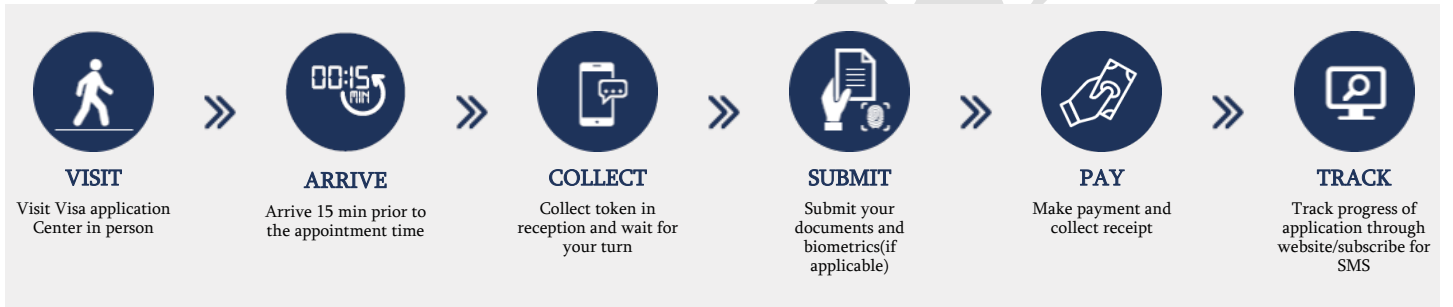 00:15
MIN
VISIT
Visit Visa application
Center in person
ARRIVE
Arrive 15 min prior to
the appointment time
COLLECT
Collect token in
reception and wait for
your turn
SUBMIT
Submit your
documents and
biometrics(if
applicable)
PAY
Make payment and
collect receipt
TRACK
Track progress of
application through
website/subscribe for
SMS